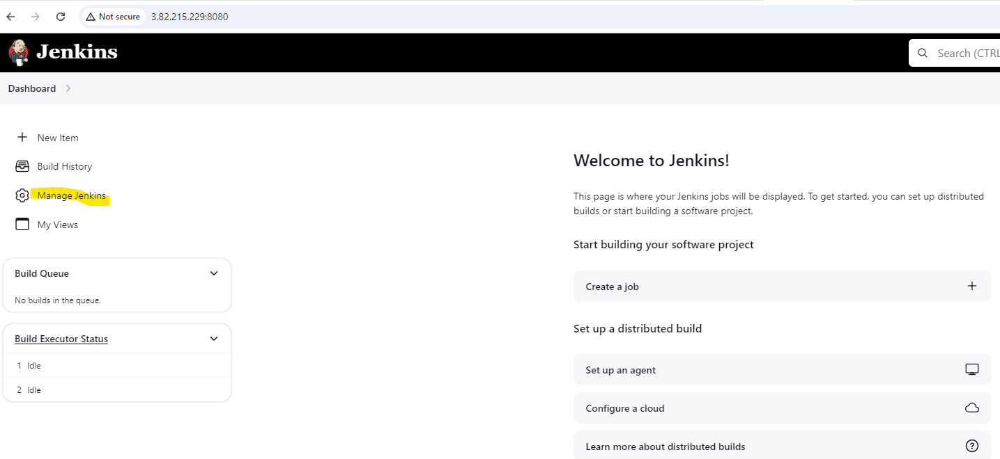 Not secure 3.82.215.229:8080
Jenkins
Search (CTRL
Dashboard
New Item
Build History
Manage Jenkins
My Views
Build Queue
No builds in the queue.
Build Executor Status
1 Idle
2 Idle
Welcome to Jenkins!
This page is where your Jenkins jobs will be displayed. To get started, you can set up distributed
builds or start building a software project.
Start building your software project
Create a job
Set up a distributed build
Set up an agent
Configure a cloud
Learn more about distributed builds